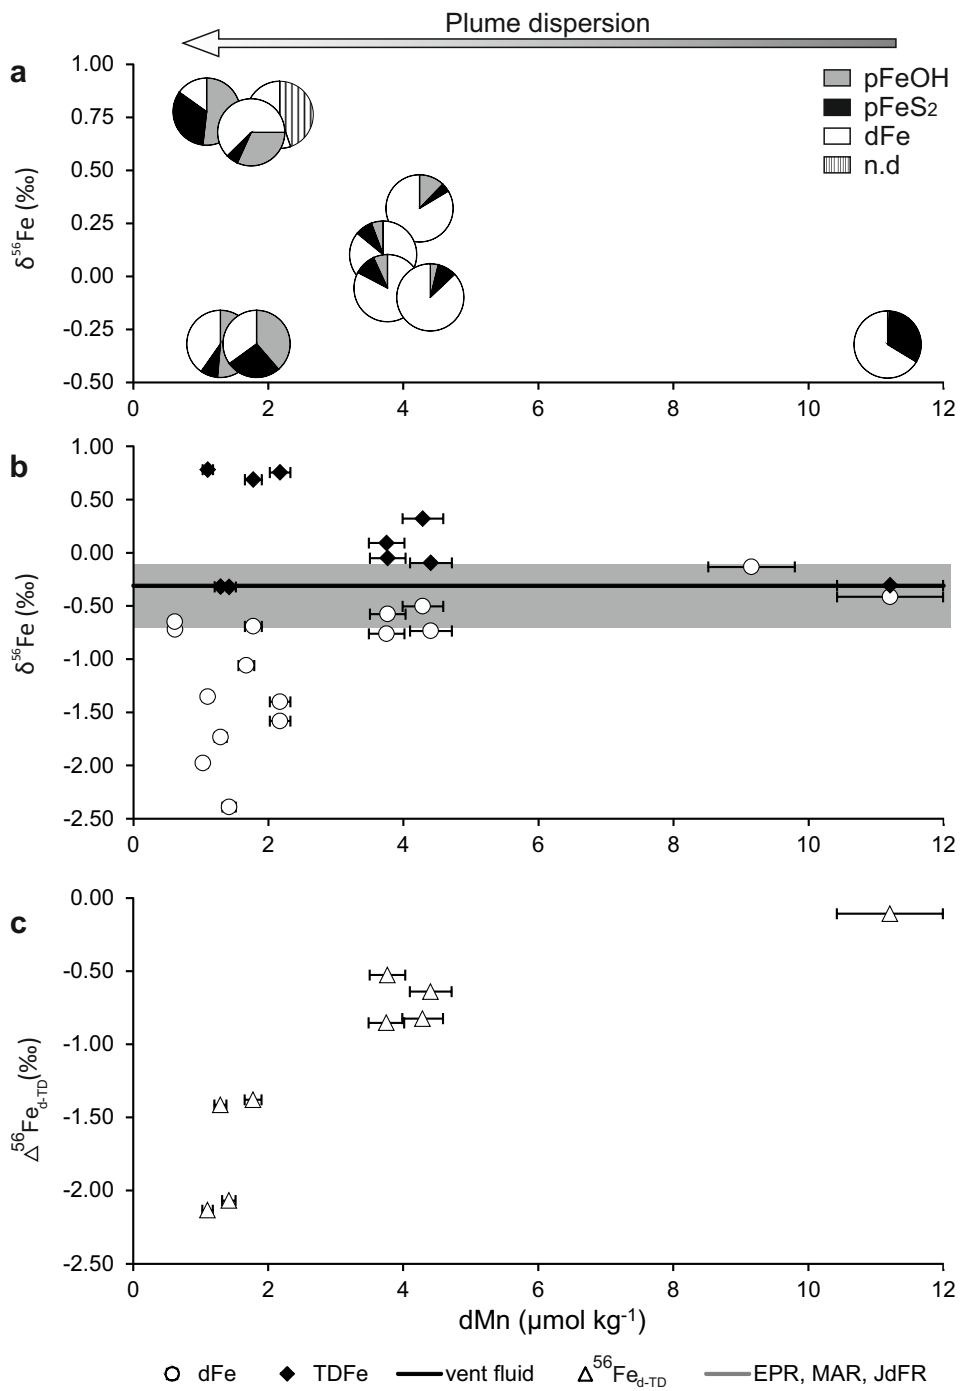 Plume dispersion
a
1.00
0.75
0.50
0.25
0.00
-0.25
-0.50
δ⁵⁶Fe (‰)
pFeOH
pFeS₂
dFe
n.d
0 2 4 6 8 10 12
b
1.00
0.50
0.00
-0.50
-1.00
-1.50
-2.00
-2.50
δ⁵⁶Fe (‰)
0 2 4 6 8 10 12
c
0.00
-0.50
-1.00
-1.50
-2.00
-2.50
△⁵⁶Fe d-TD (‰)
0 2 4 6 8 10 12
dMn (µmol kg⁻¹)
dFe TDFe vent fluid ⁵⁶Fe d-TD EPR, MAR, JdFR